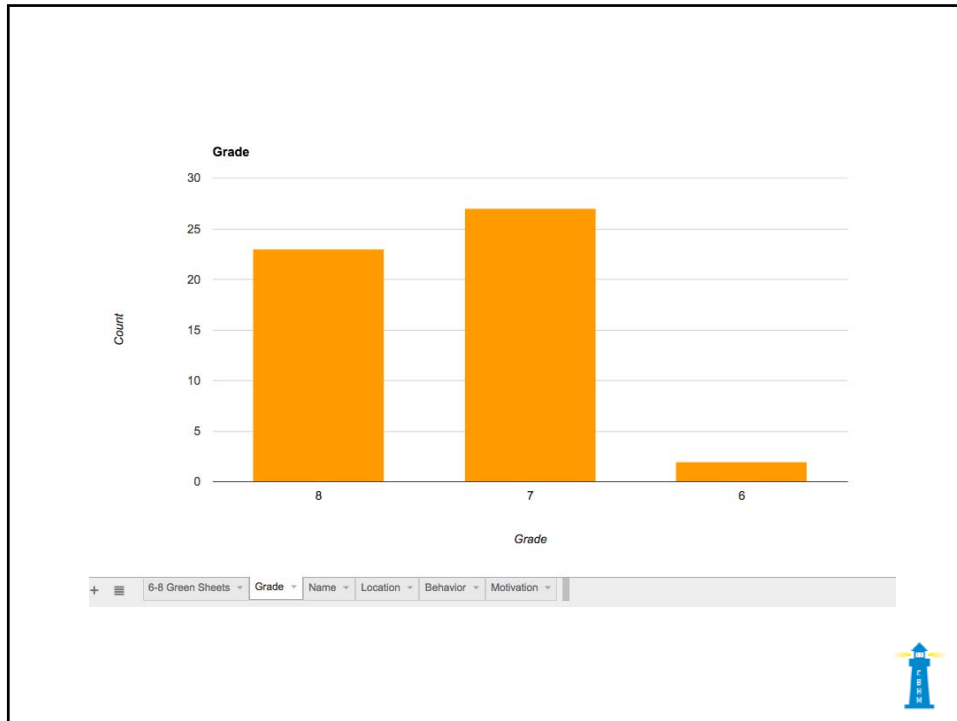 Grade
30
25
20
15
10
5
0
Count
8 7 6
Grade
6-8 Green Sheets Grade Name Location Behavior Motivation
C
B
H
M